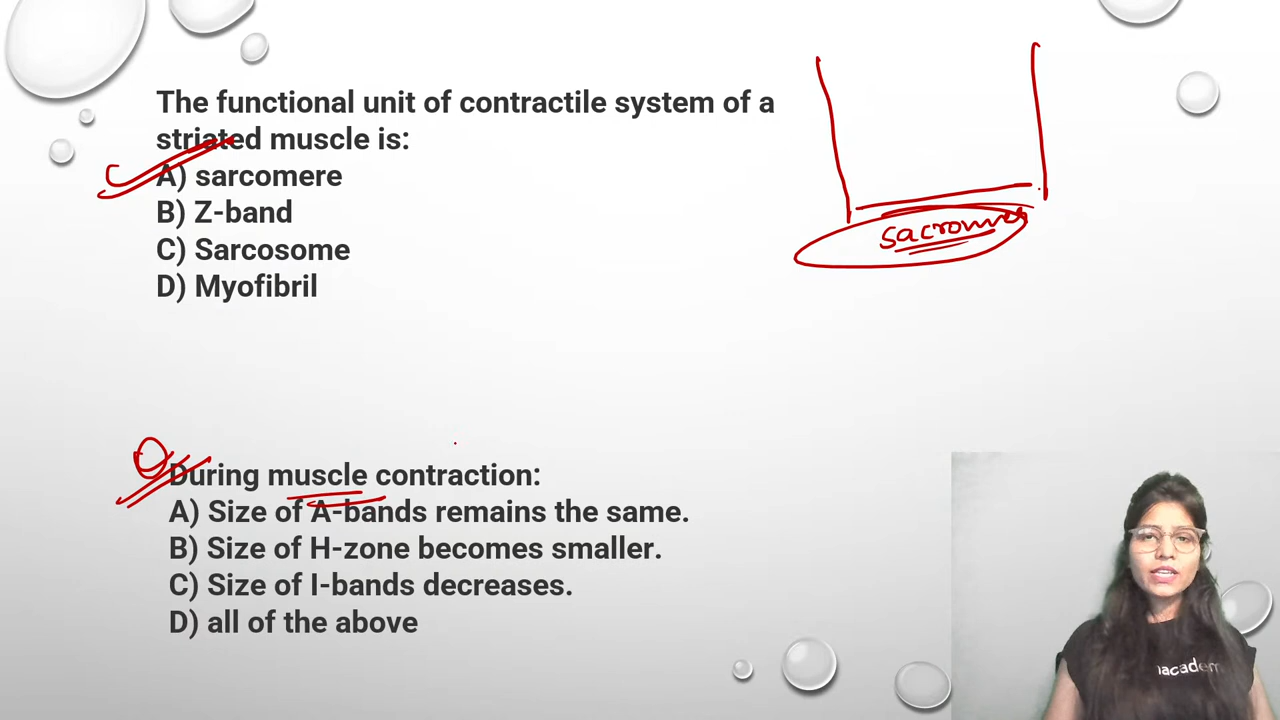 The functional unit of contractile system of a
striated muscle is:
A) sarcomere
B) Z-band
C) Sarcosome
D) Myofibril
sacromere
During muscle contraction:
A) Size of A-bands remains the same.
B) Size of H-zone becomes smaller.
C) Size of I-bands decreases.
D) all of the above